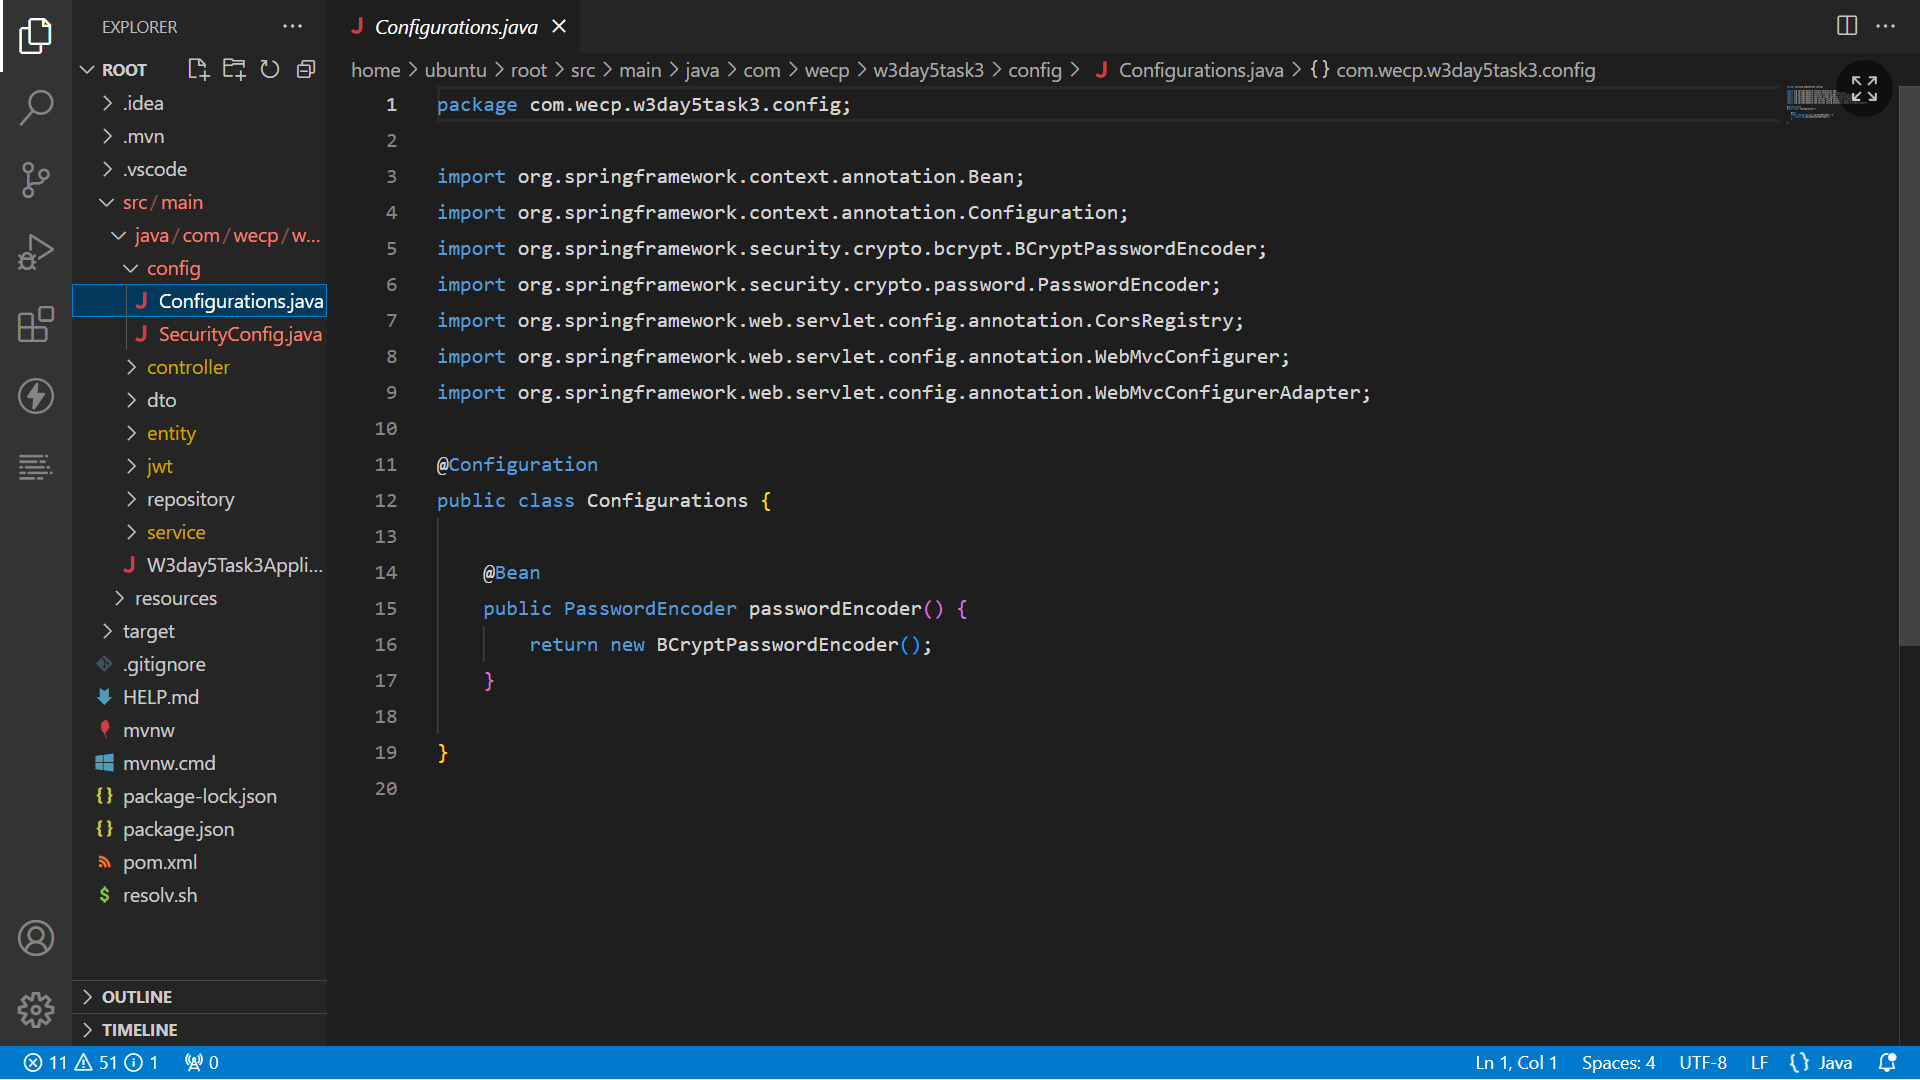 EXPLORER
ROOT
.idea
.mvn
.vscode
src/main
java/com/wecp/w...
config
Configurations.java
SecurityConfig.java
controller
dto
entity
jwt
repository
service
W3day5Task3Appli...
resources
target
.gitignore
HELP.md
mvnw
mvnw.cmd
package-lock.json
package.json
pom.xml
resolv.sh
OUTLINE
TIMELINE
Configurations.java
home > ubuntu > root > src > main > java > com > wecp > w3day5task3 > config > Configurations.java > {} com.wecp.w3day5task3.config
1 package com.wecp.w3day5task3.config;
2
3 import org.springframework.context.annotation.Bean;
4 import org.springframework.context.annotation.Configuration;
5 import org.springframework.security.crypto.bcrypt.BCryptPasswordEncoder;
6 import org.springframework.security.crypto.password.PasswordEncoder;
7 import org.springframework.web.servlet.config.annotation.CorsRegistry;
8 import org.springframework.web.servlet.config.annotation.WebMvcConfigurer;
9 import org.springframework.web.servlet.config.annotation.WebMvcConfigurerAdapter;
10
11 @Configuration
12 public class Configurations {
13
14 @Bean
15 public PasswordEncoder passwordEncoder() {
16 return new BCryptPasswordEncoder();
17 }
18
19 }
20
11 51 1 0 Ln 1, Col 1 Spaces: 4 UTF-8 LF {} Java